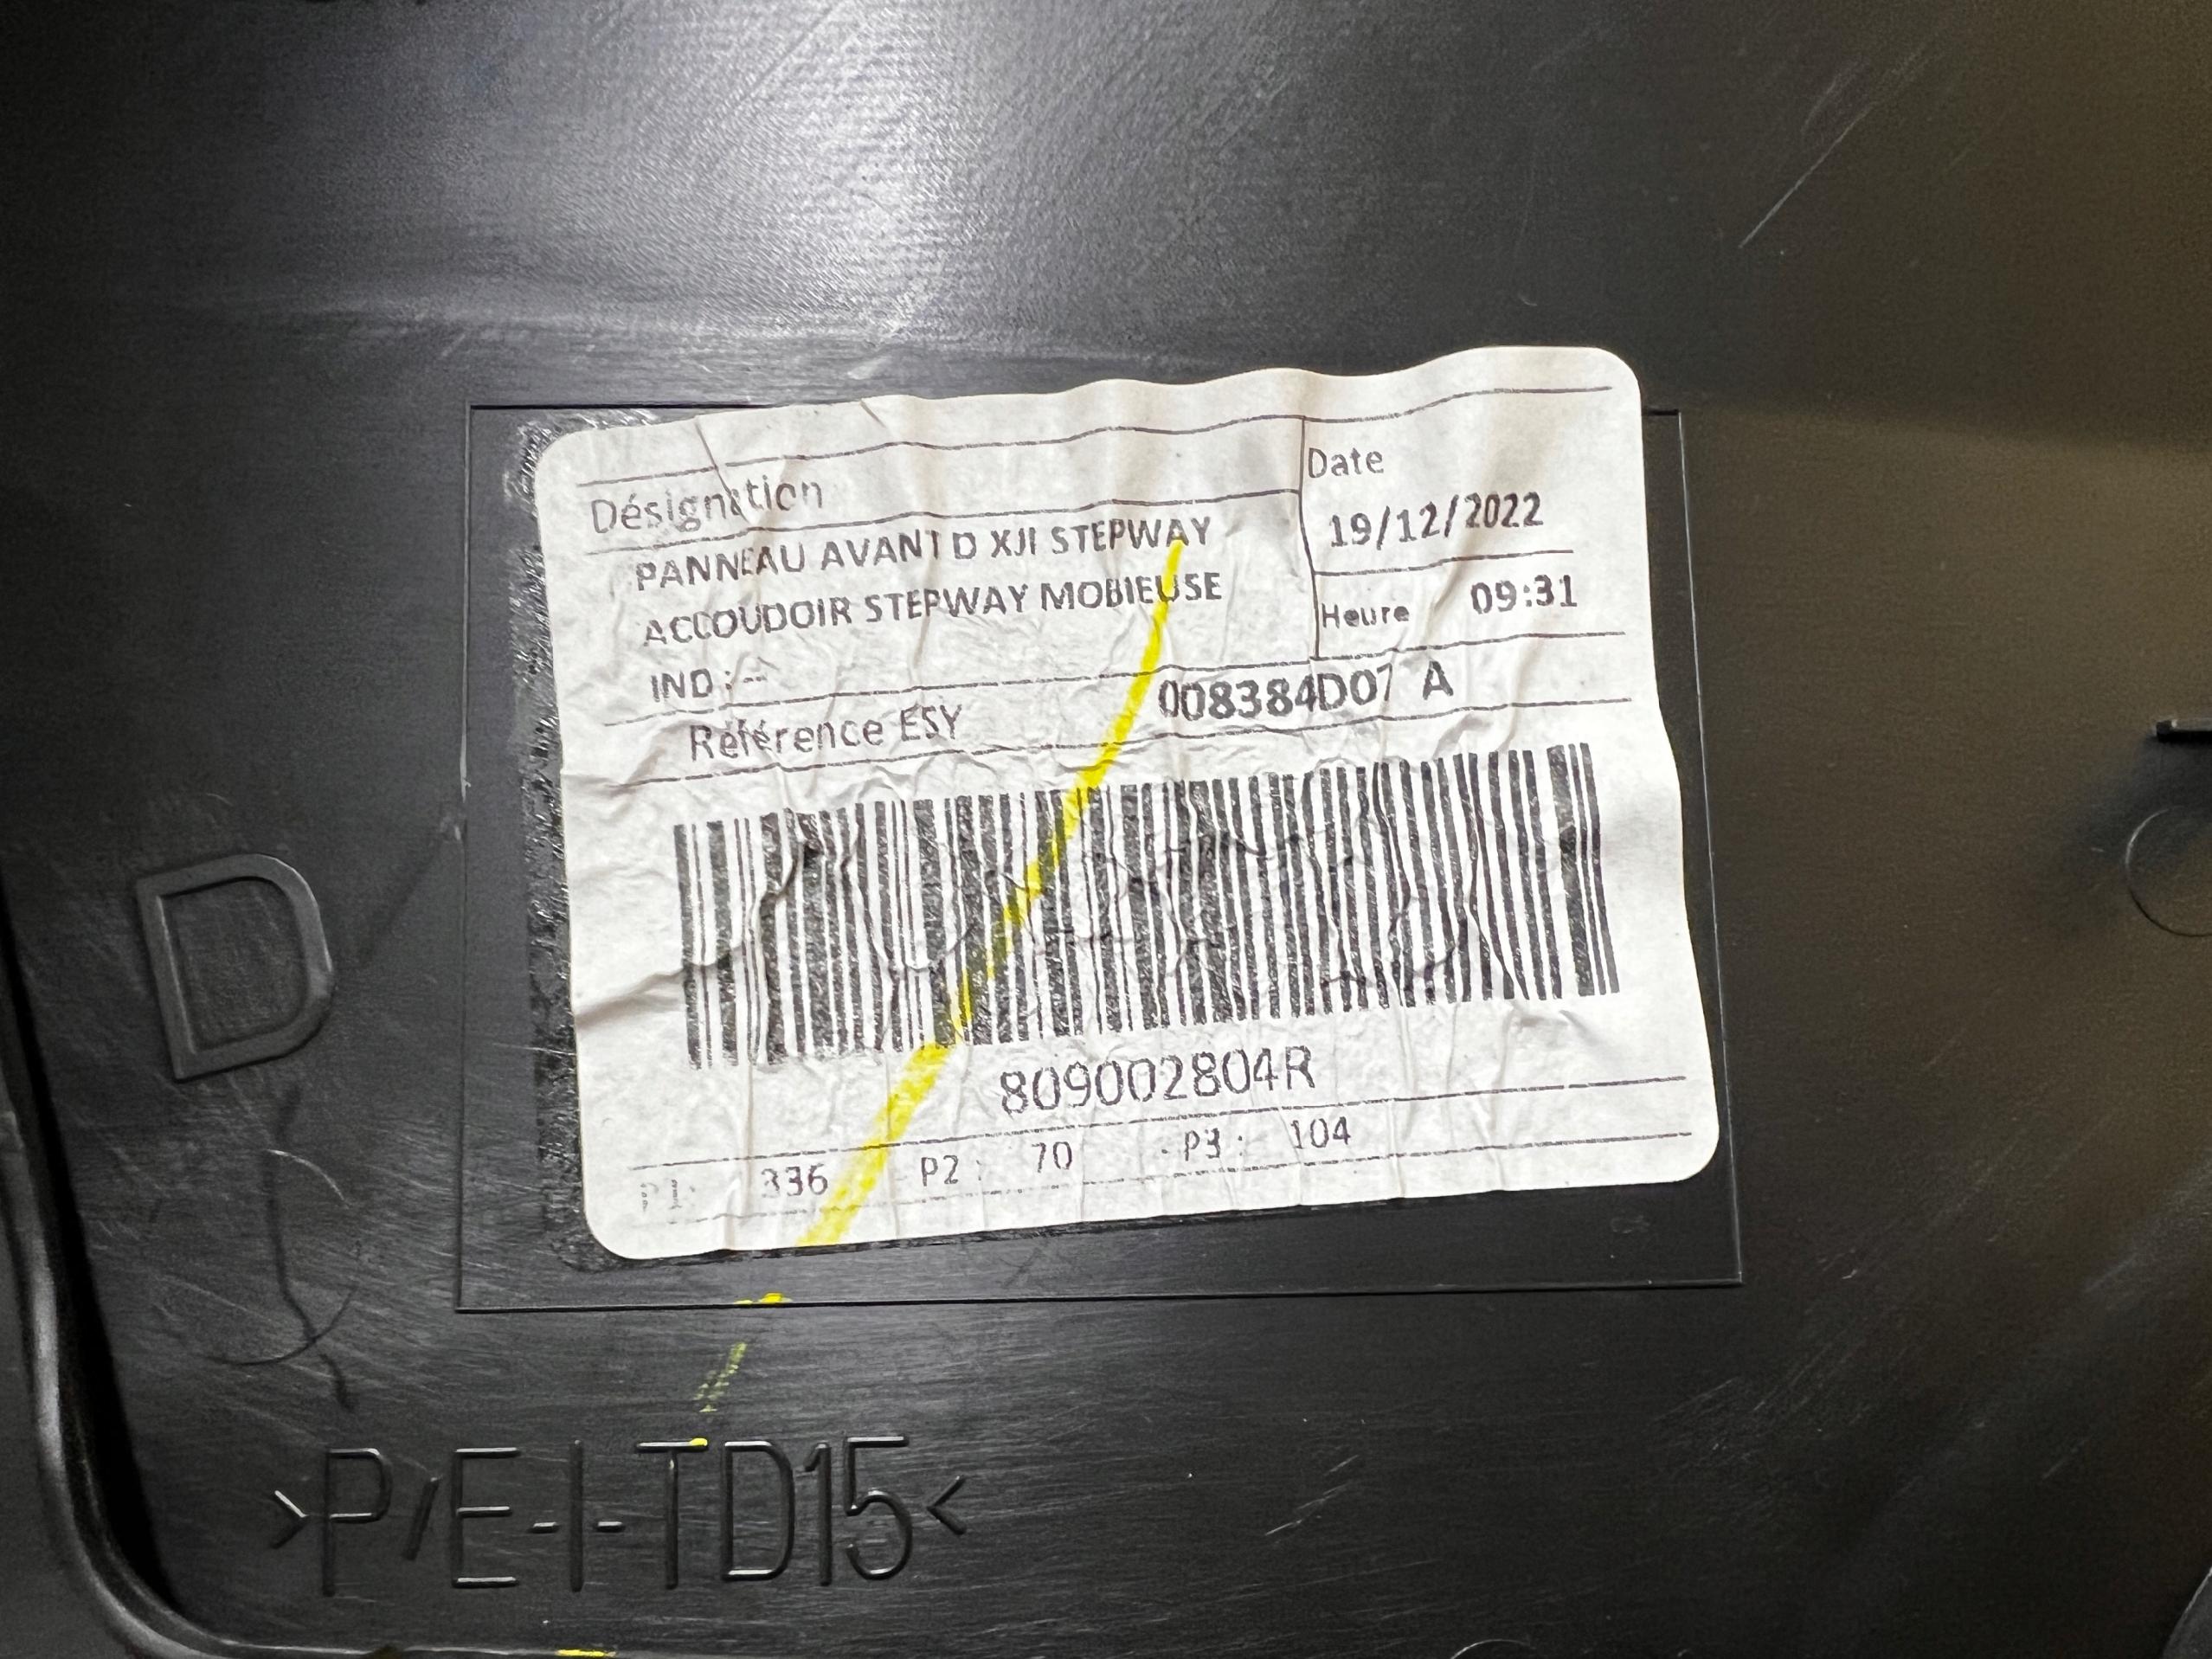 Désignation
PANNEAU AVANT D XJI STEPWAY
ACCOUDOIR STEPWAY MOBIEUSE
IND : --
Date
19/12/2022
Heure 09:31
Référence ESY 008384D07 A
809002804R
P1: 336 P2 : 70 - P3 : 104
D
>P/E-I-TD15<